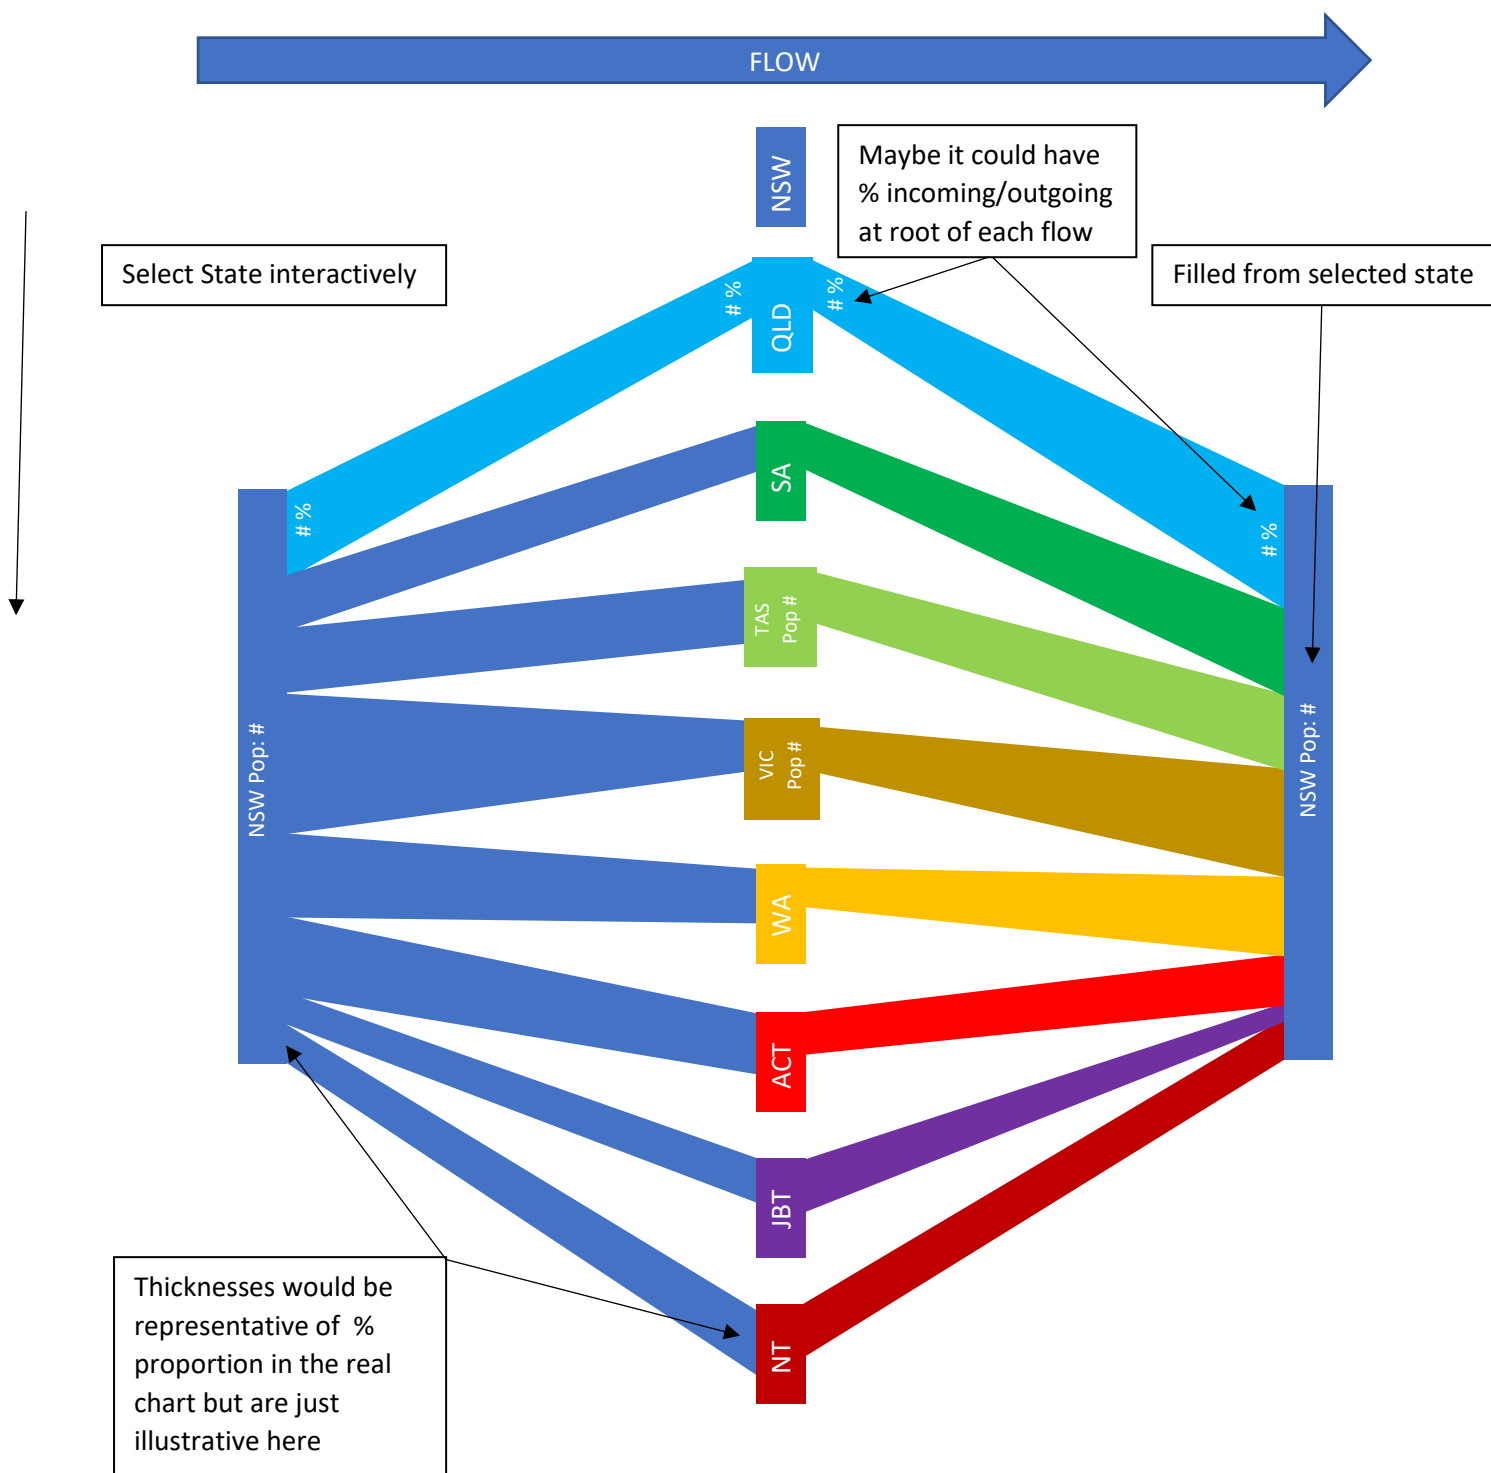 FLOW
NSW
Maybe it could have
% incoming/outgoing
at root of each flow
Select State interactively
Filled from selected state
# %
# %
QLD
# %
# %
SA
TAS
Pop #
NSW Pop: #
VIC
Pop #
NSW Pop: #
WA
ACT
JBT
NT
Thicknesses would be
representative of  %
proportion in the real
chart but are just
illustrative here